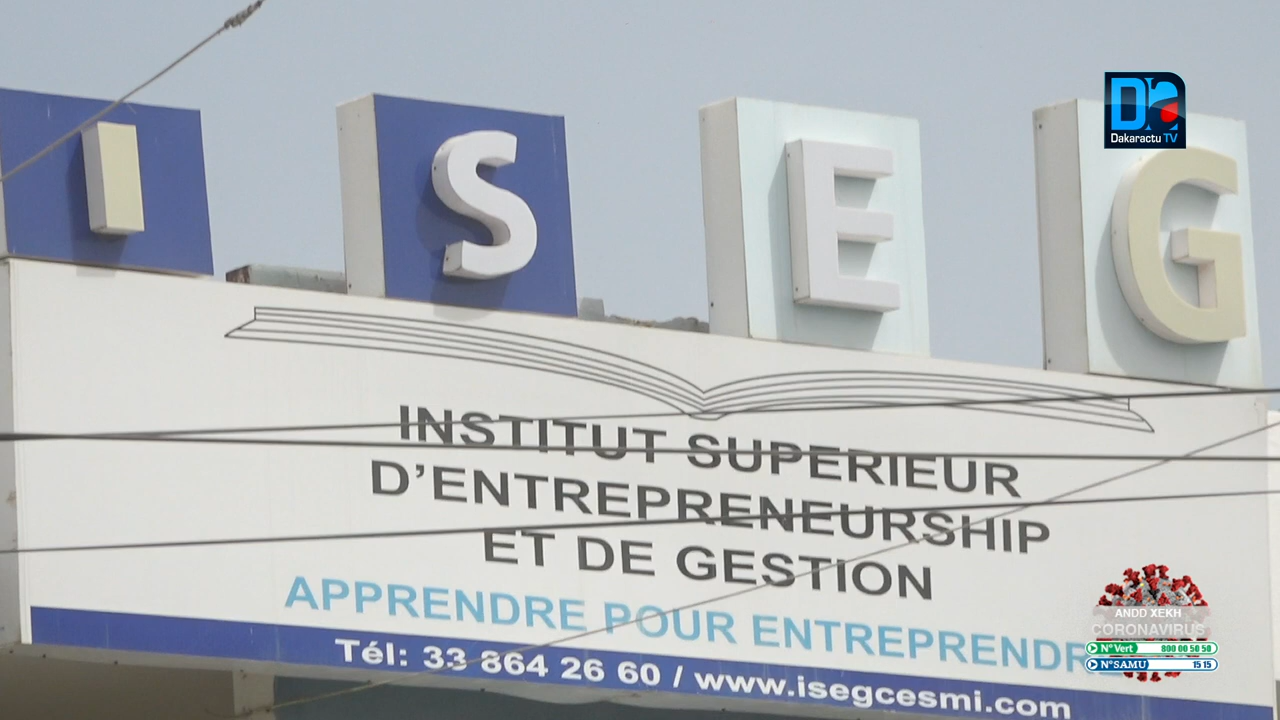 I S E G
Da
Dakaractu TV
INSTITUT SUPERIEUR
D'ENTREPRENEURSHIP
ET DE GESTION
APPRENDRE POUR ENTREPRENDRE
Tél: 33 864 26 60 / www.isegcesmi.com
ANDD XEKH
CORONAVIRUS
N° Vert 800 00 50 50
N° SAMU 15 15